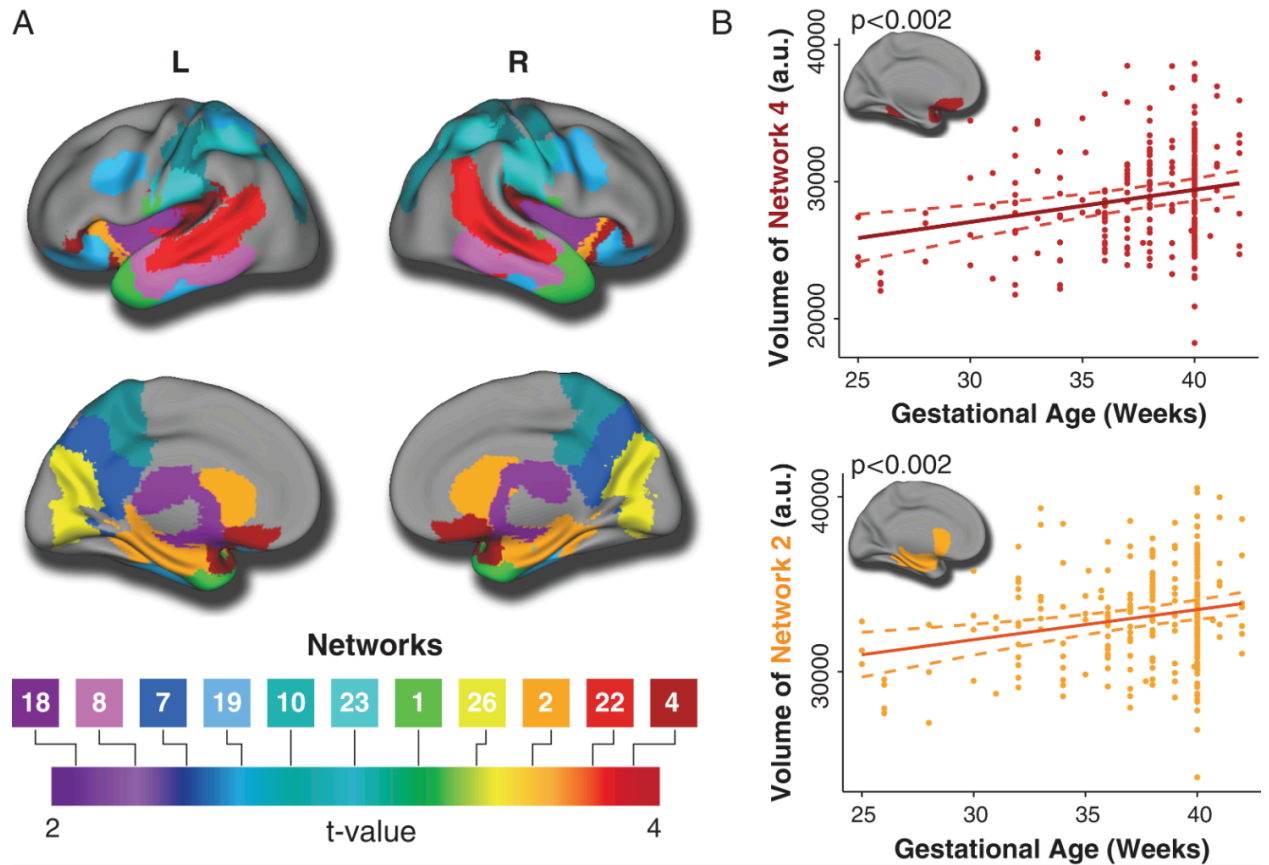 A
L R
Networks
18 8 7 19 10 23 1 26 2 22 4
2 4
t-value
B
p<0.002
Volume of Network 4 (a.u.)
40000
30000
20000
25 30 35 40
Gestational Age (Weeks)
p<0.002
Volume of Network 2 (a.u.)
40000
30000
25 30 35 40
Gestational Age (Weeks)